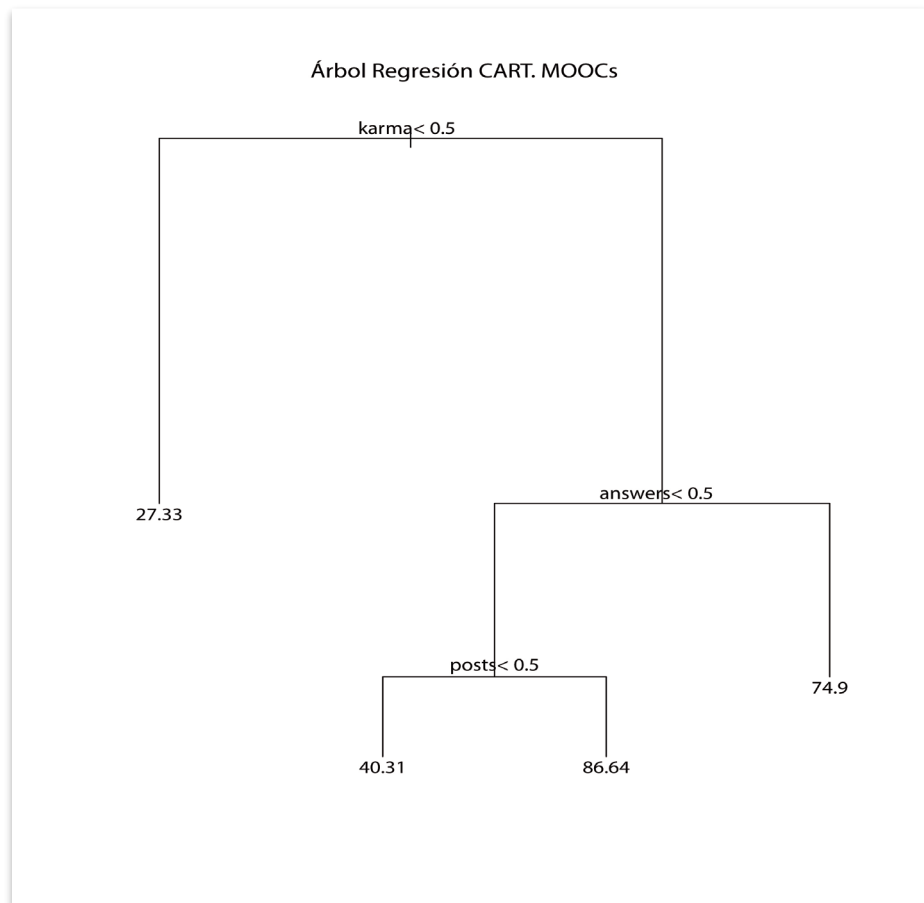 Árbol Regresión CART. MOOCs
karma< 0.5
answers< 0.5
27.33
posts< 0.5
74.9
40.31
86.64